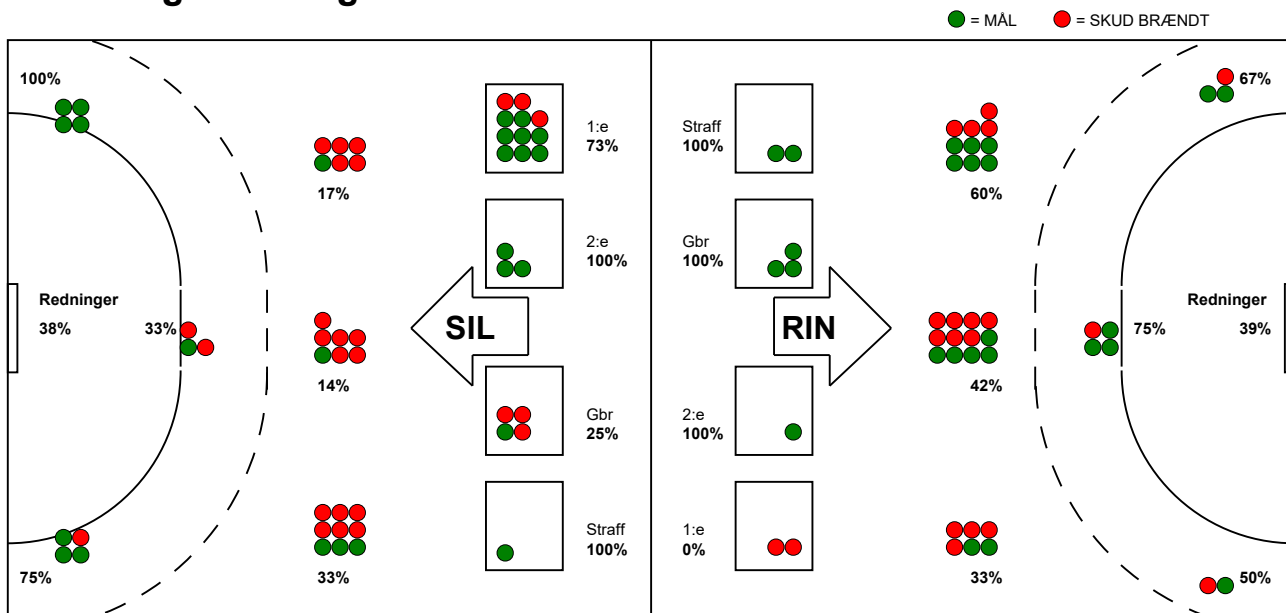 = MÅL = SKUD BRÆNDT
100%
67%
1:e
73%
Straff
100%
17%
60%
2:e
100%
Gbr
100%
Redninger
38%
33%
SIL
RIN
75%
Redninger
39%
14%
42%
Gbr
25%
2:e
100%
Straff
100%
1:e
0%
75%
33%
33%
50%